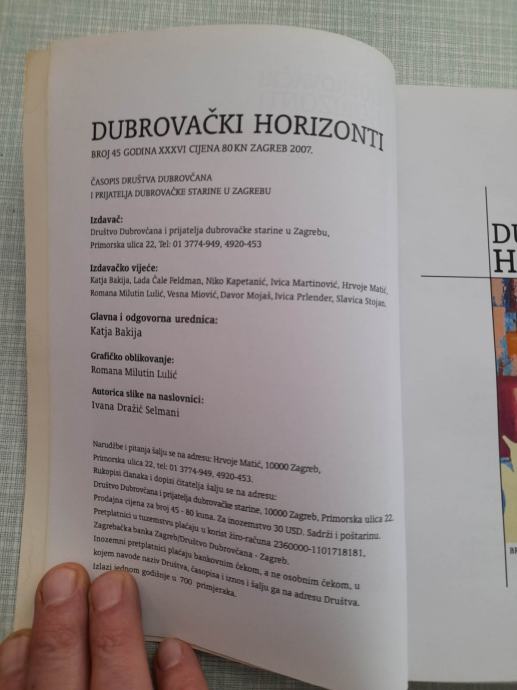 DUBROVAČKI HORIZONTI
BROJ 45 GODINA XXXVI CIJENA 80 KN ZAGREB 2007.
ČASOPIS DRUŠTVA DUBROVČANA
I PRIJATELJA DUBROVAČKE STARINE U ZAGREBU
Izdavač:
Društvo Dubrovčana i prijatelja dubrovačke starine u Zagrebu,
Primorska ulica 22, Tel: 01 3774-949, 4920-453
Izdavačko vijeće:
Katja Bakija, Lada Čale Feldman, Niko Kapetanić, Ivica Martinović, Hrvoje Matić,
Romana Milutin Lulić, Vesna Miović, Davor Mojaš, Ivica Prlender, Slavica Stojan,
Glavna i odgovorna urednica:
Katja Bakija
Grafičko oblikovanje:
Romana Milutin Lulić
Autorica slike na naslovnici:
Ivana Dražić Selmani
Narudžbe i pitanja šalju se na adresu: Hrvoje Matić, 10000 Zagreb,
Primorska ulica 22, tel: 01 3774-949, 4920-453.
Rukopisi članaka i dopisi čitatelja šalju se na adresu:
Društvo Dubrovčana i prijatelja dubrovačke starine, 10000 Zagreb, Primorska ulica 22.
Prodajna cijena za broj 45 - 80 kuna. Za inozemstvo 30 USD. Sadrži i poštarinu.
Pretplatnici u tuzemstvu plaćaju u korist žiro-računa 2360000-1101718181.
Zagrebačka banka Zagreb/Društvo Dubrovčana - Zagreb.
Inozemni pretplatnici plaćaju bankovnim čekom, a ne osobnim čekom, u
kojem navode naziv Društva, časopisa i iznos i šalju ga na adresu Društva.
Izlazi jednom godišnje u 700 primjeraka.
DU
H